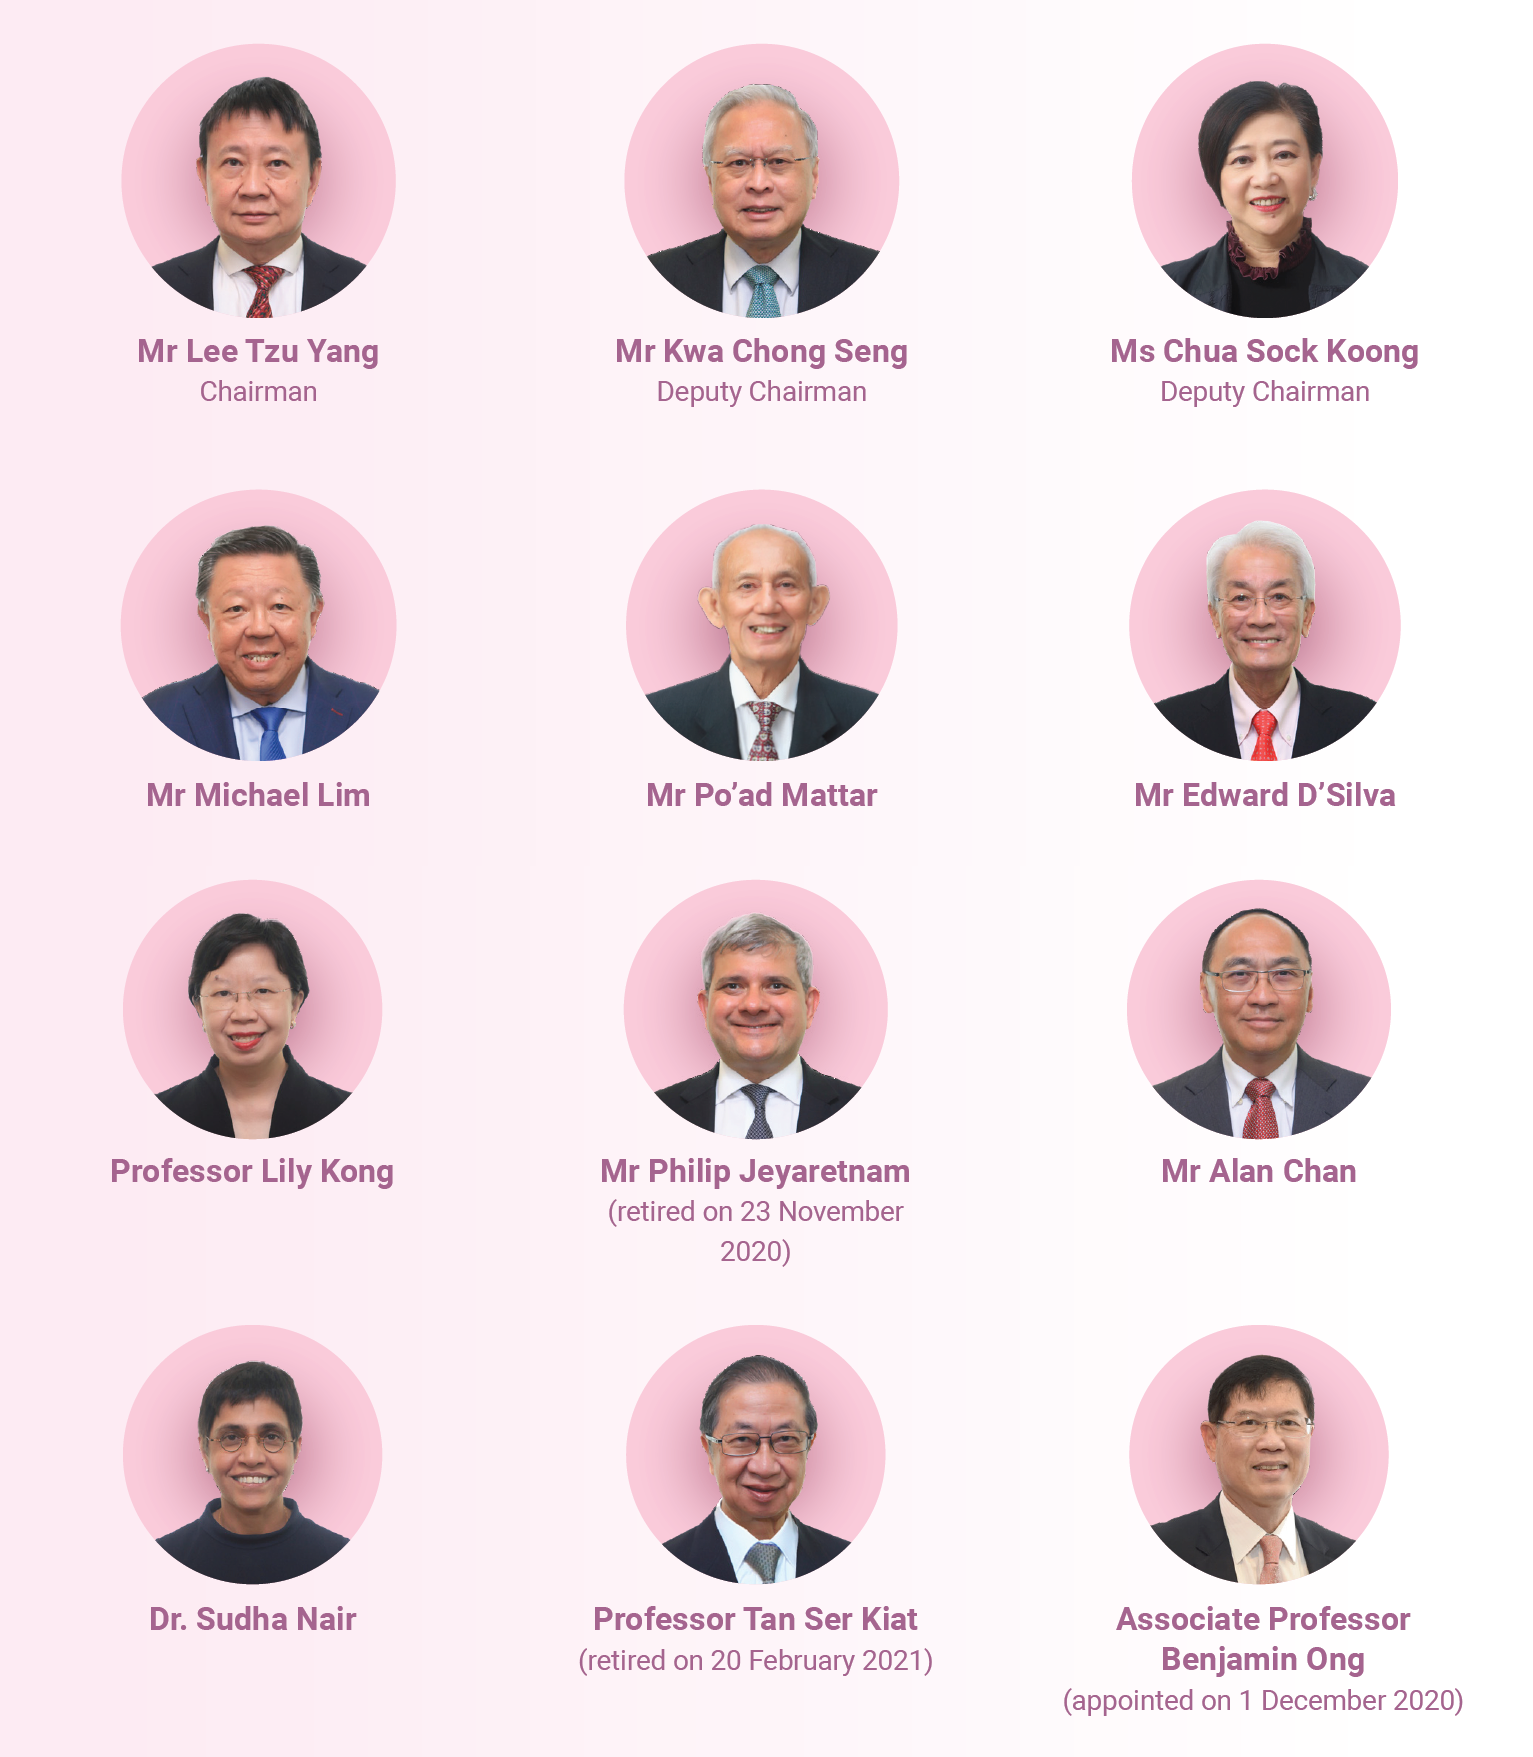 Mr Lee Tzu Yang
Chairman
Mr Kwa Chong Seng
Deputy Chairman
Ms Chua Sock Koong
Deputy Chairman
Mr Michael Lim
Mr Po’ad Mattar
Mr Edward D’Silva
Professor Lily Kong
Mr Philip Jeyaretnam
(retired on 23 November
2020)
Mr Alan Chan
Dr. Sudha Nair
Professor Tan Ser Kiat
(retired on 20 February 2021)
Associate Professor
Benjamin Ong
(appointed on 1 December 2020)